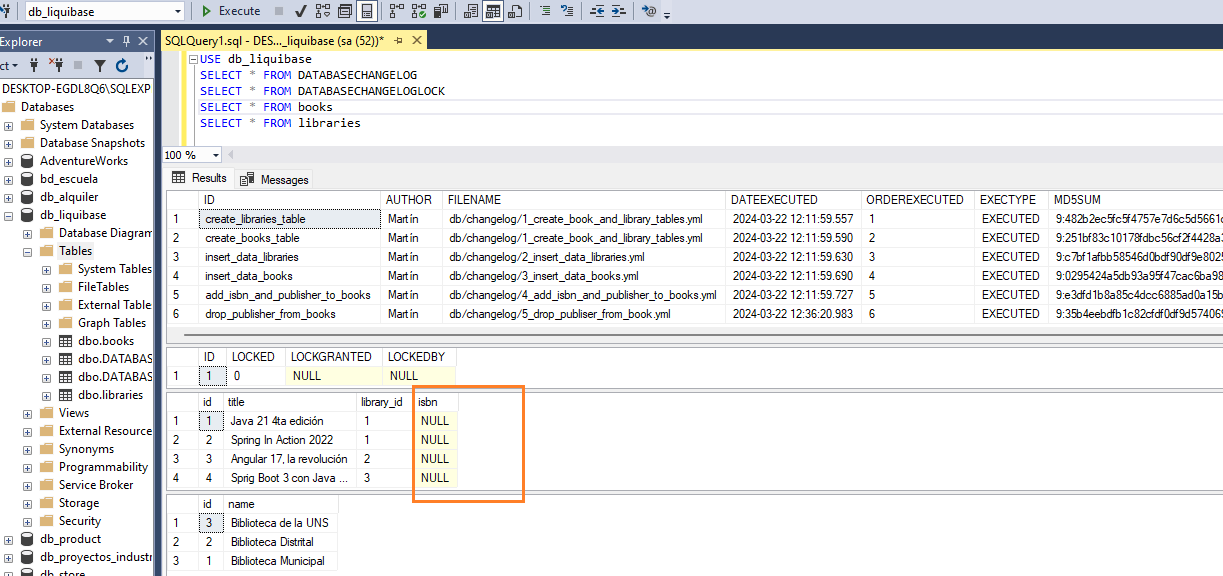 db_liquibase Execute
Explorer
SQLQuery1.sql - DES..._liquibase (sa (52))*
ct
DESKTOP-EGDL8Q6\SQLEXP
Databases
System Databases
Database Snapshots
AdventureWorks
bd_escuela
db_alquiler
db_liquibase
Database Diagram
Tables
System Tables
FileTables
External Table
Graph Tables
dbo.books
dbo.DATABAS
dbo.DATABAS
dbo.libraries
Views
External Resource
Synonyms
Programmability
Service Broker
Storage
Security
db_product
db_proyectos_industr
db_store
USE db_liquibase
SELECT * FROM DATABASECHANGELOG
SELECT * FROM DATABASECHANGELOGLOCK
SELECT * FROM books
SELECT * FROM libraries
100 %
Results Messages
ID AUTHOR FILENAME DATEEXECUTED ORDEREXECUTED EXECTYPE MD5SUM
1 create_libraries_table Martín db/changelog/1_create_book_and_library_tables.yml 2024-03-22 12:11:59.557 1 EXECUTED 9:482b2ec5fc5f4757e7d6c5d5661c
2 create_books_table Martín db/changelog/1_create_book_and_library_tables.yml 2024-03-22 12:11:59.590 2 EXECUTED 9:251bf83c10178fdbc56cf2f4428a3
3 insert_data_libraries Martín db/changelog/2_insert_data_libraries.yml 2024-03-22 12:11:59.630 3 EXECUTED 9:c7bf1afbb58546d0bdf90df9e8025
4 insert_data_books Martín db/changelog/3_insert_data_books.yml 2024-03-22 12:11:59.690 4 EXECUTED 9:0295424a5db93a95f47cac6ba98
5 add_isbn_and_publisher_to_books Martín db/changelog/4_add_isbn_and_publisher_to_books.yml 2024-03-22 12:11:59.727 5 EXECUTED 9:e3dfd1b8a85c4dcc6885ad0a15b
6 drop_publisher_from_books Martín db/changelog/5_drop_publiser_from_book.yml 2024-03-22 12:36:20.983 6 EXECUTED 9:35b4eebdfb1c82cfdf0df9d574069
ID LOCKED LOCKGRANTED LOCKEDBY
1 1 0 NULL NULL
id title library_id isbn
1 1 Java 21 4ta edición 1 NULL
2 2 Spring In Action 2022 1 NULL
3 3 Angular 17, la revolución 2 NULL
4 4 Sprig Boot 3 con Java ... 3 NULL
id name
1 3 Biblioteca de la UNS
2 2 Biblioteca Distrital
3 1 Biblioteca Municipal